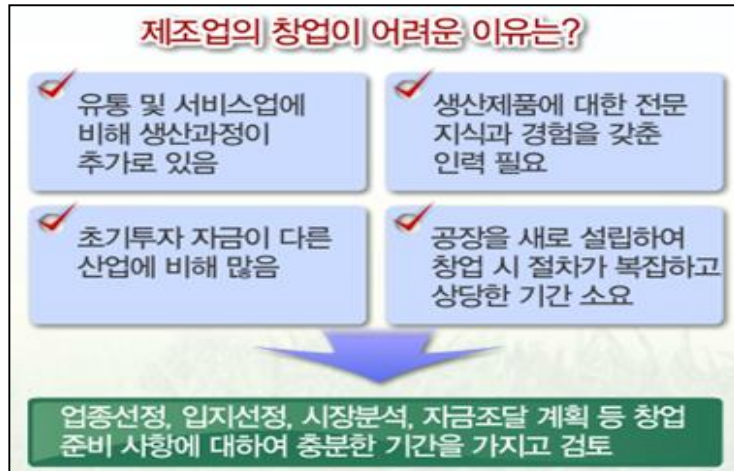 제조업의 창업이 어려운 이유는?
유통 및 서비스업에
비해 생산과정이
추가로 있음
생산제품에 대한 전문
지식과 경험을 갖춘
인력 필요
초기투자 자금이 다른
산업에 비해 많음
공장을 새로 설립하여
창업 시 절차가 복잡하고
상당한 기간 소요
업종선정, 입지선정, 시장분석, 자금조달 계획 등 창업
준비 사항에 대하여 충분한 기간을 가지고 검토